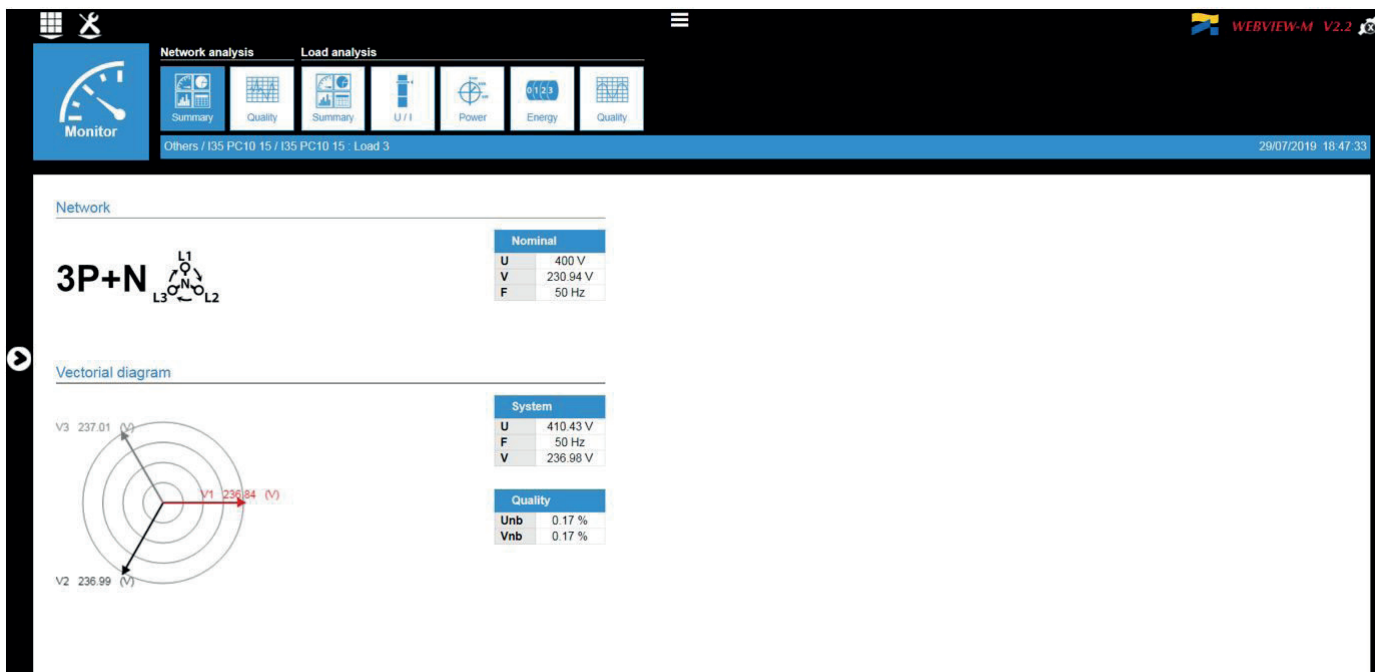 WEBVIEW-M V2.2
Network analysis
Load analysis
Monitor
Summary
Quality
Summary
U / I
Power
0 1 2 3
Energy
Quality
Others / I35 PC10 15 / I35 PC10 15 : Load 3
29/07/2019 18:47:33
Network
3P+N
L1
N
L3
L2
Nominal
U 400 V
V 230.94 V
F 50 Hz
Vectorial diagram
V3 237.01 (V)
V1 236.84 (V)
V2 236.99 (V)
System
U 410.43 V
F 50 Hz
V 236.98 V
Quality
Unb 0.17 %
Vnb 0.17 %